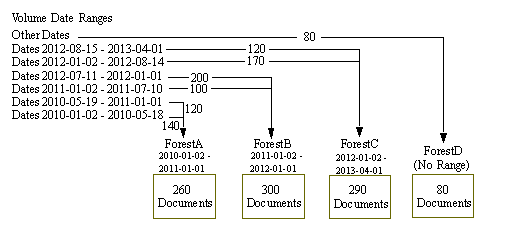 Volume Date Ranges
Other Dates
80
Dates 2012-08-15 - 2013-04-01
120
Dates 2012-01-02 - 2012-08-14
170
Dates 2012-07-11 - 2012-01-01
200
Dates 2011-01-02 - 2011-07-10
100
Dates 2010-05-19 - 2011-01-01
120
Dates 2010-01-02 - 2010-05-18
140
ForestA
2010-01-02 -
2011-01-01
ForestB
2011-01-02 -
2012-01-01
ForestC
2012-01-02 -
2013-04-01
ForestD
(No Range)
260
Documents
300
Documents
290
Documents
80
Documents